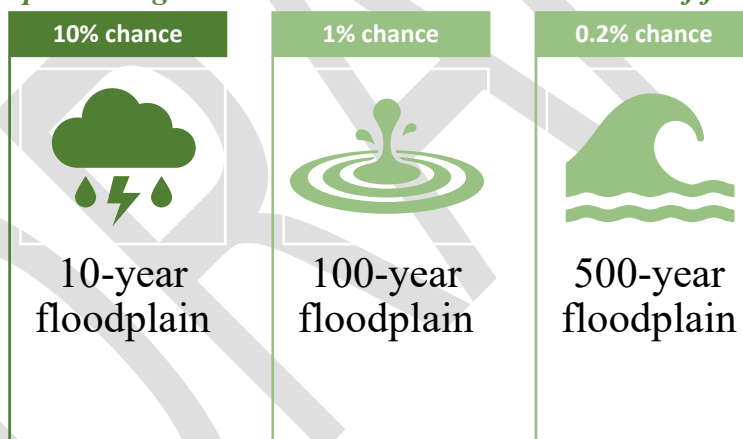 10% chance
1% chance
0.2% chance
10-year
floodplain
100-year
floodplain
500-year
floodplain